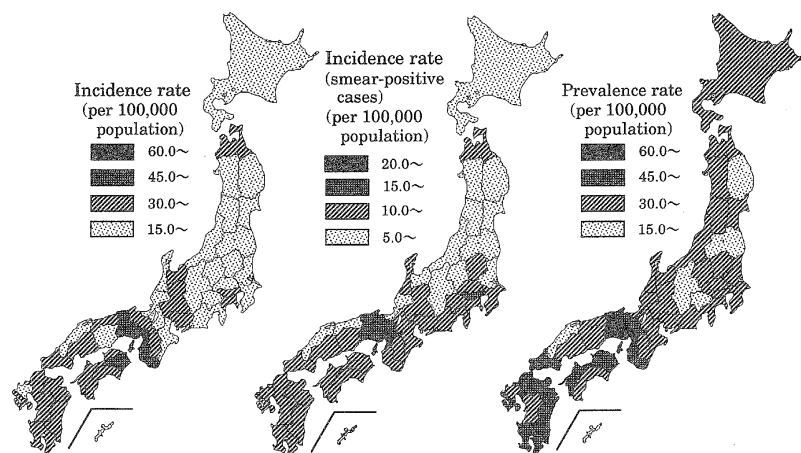 Incidence rate
(per 100,000
population)
60.0～
45.0～
30.0～
15.0～
Incidence rate
(smear-positive
cases)
(per 100,000
population)
20.0～
15.0～
10.0～
5.0～
Prevalence rate
(per 100,000
population)
60.0～
45.0～
30.0～
15.0～